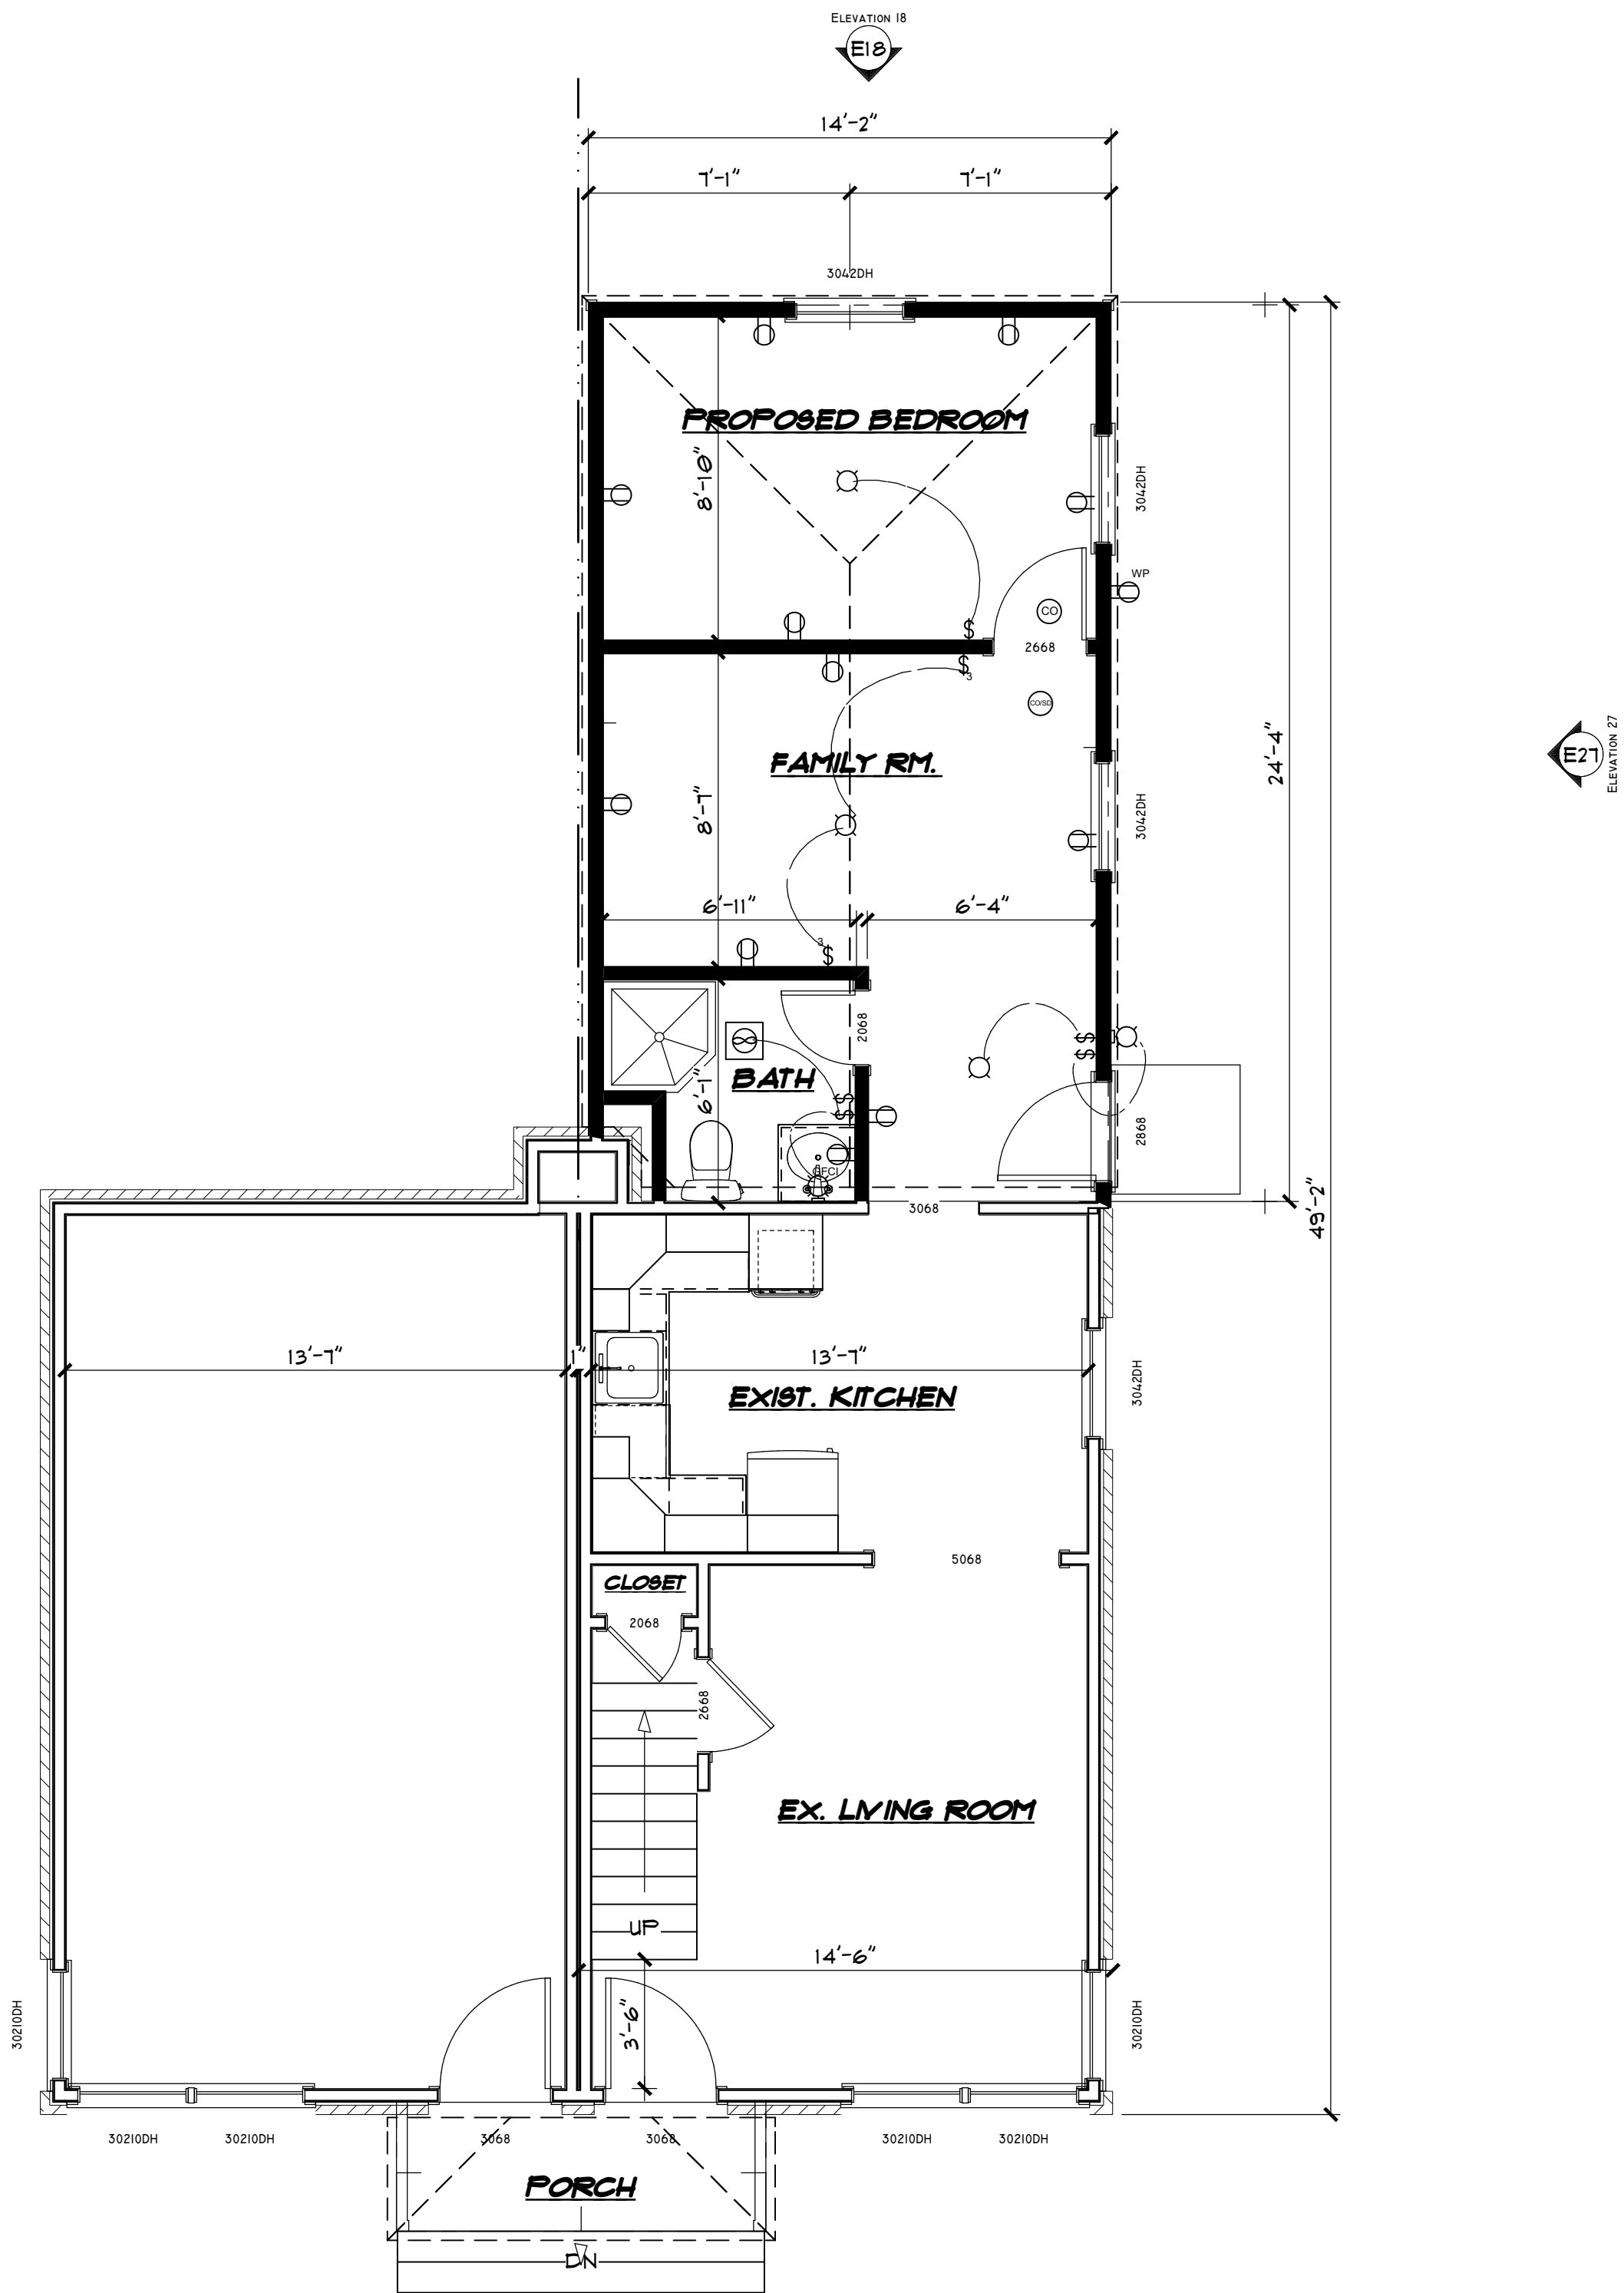 ELEVATION 18
E18
14'-2"
7'-1"
7'-1"
3042DH
PROPOSED BEDROOM
8'-10"
3042DH
WP
CO
$
2668
$
3
CO/SD
ELEVATION 27
E27
24'-4"
FAMILY RM.
8'-7"
3042DH
6'-11"
6'-4"
3
$
2068
$
$
BATH
6'-1"
$
$
2868
GFCI
3068
49'-2"
13'-7"
1"
13'-7"
EXIST. KITCHEN
3042DH
5068
CLOSET
2068
2668
EX. LIVING ROOM
UP
14'-6"
3'-6"
30210DH
30210DH
30210DH
30210DH
3068
3068
30210DH
30210DH
PORCH
DN